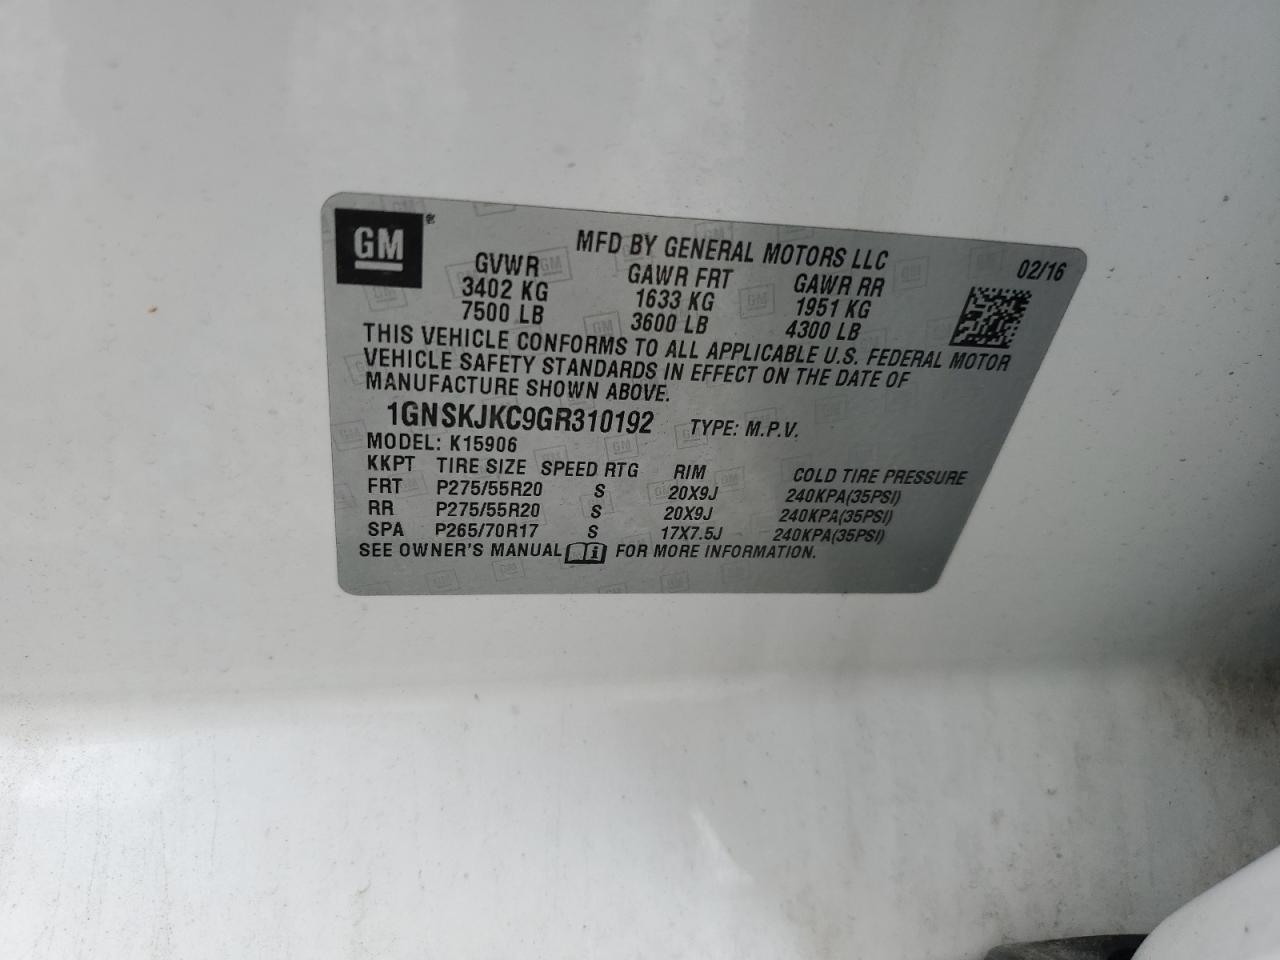 GM
MFD BY GENERAL MOTORS LLC
02/16
GVWR GAWR FRT GAWR RR
3402 KG 1633 KG 1951 KG
7500 LB 3600 LB 4300 LB
THIS VEHICLE CONFORMS TO ALL APPLICABLE U.S. FEDERAL MOTOR
VEHICLE SAFETY STANDARDS IN EFFECT ON THE DATE OF
MANUFACTURE SHOWN ABOVE.
1GNSKJKC9GR310192 TYPE: M.P.V.
MODEL: K15906
KKPT TIRE SIZE SPEED RTG RIM COLD TIRE PRESSURE
FRT P275/55R20 S 20X9J 240KPA(35PSI)
RR P275/55R20 S 20X9J 240KPA(35PSI)
SPA P265/70R17 S 17X7.5J 240KPA(35PSI)
SEE OWNER'S MANUAL FOR MORE INFORMATION.